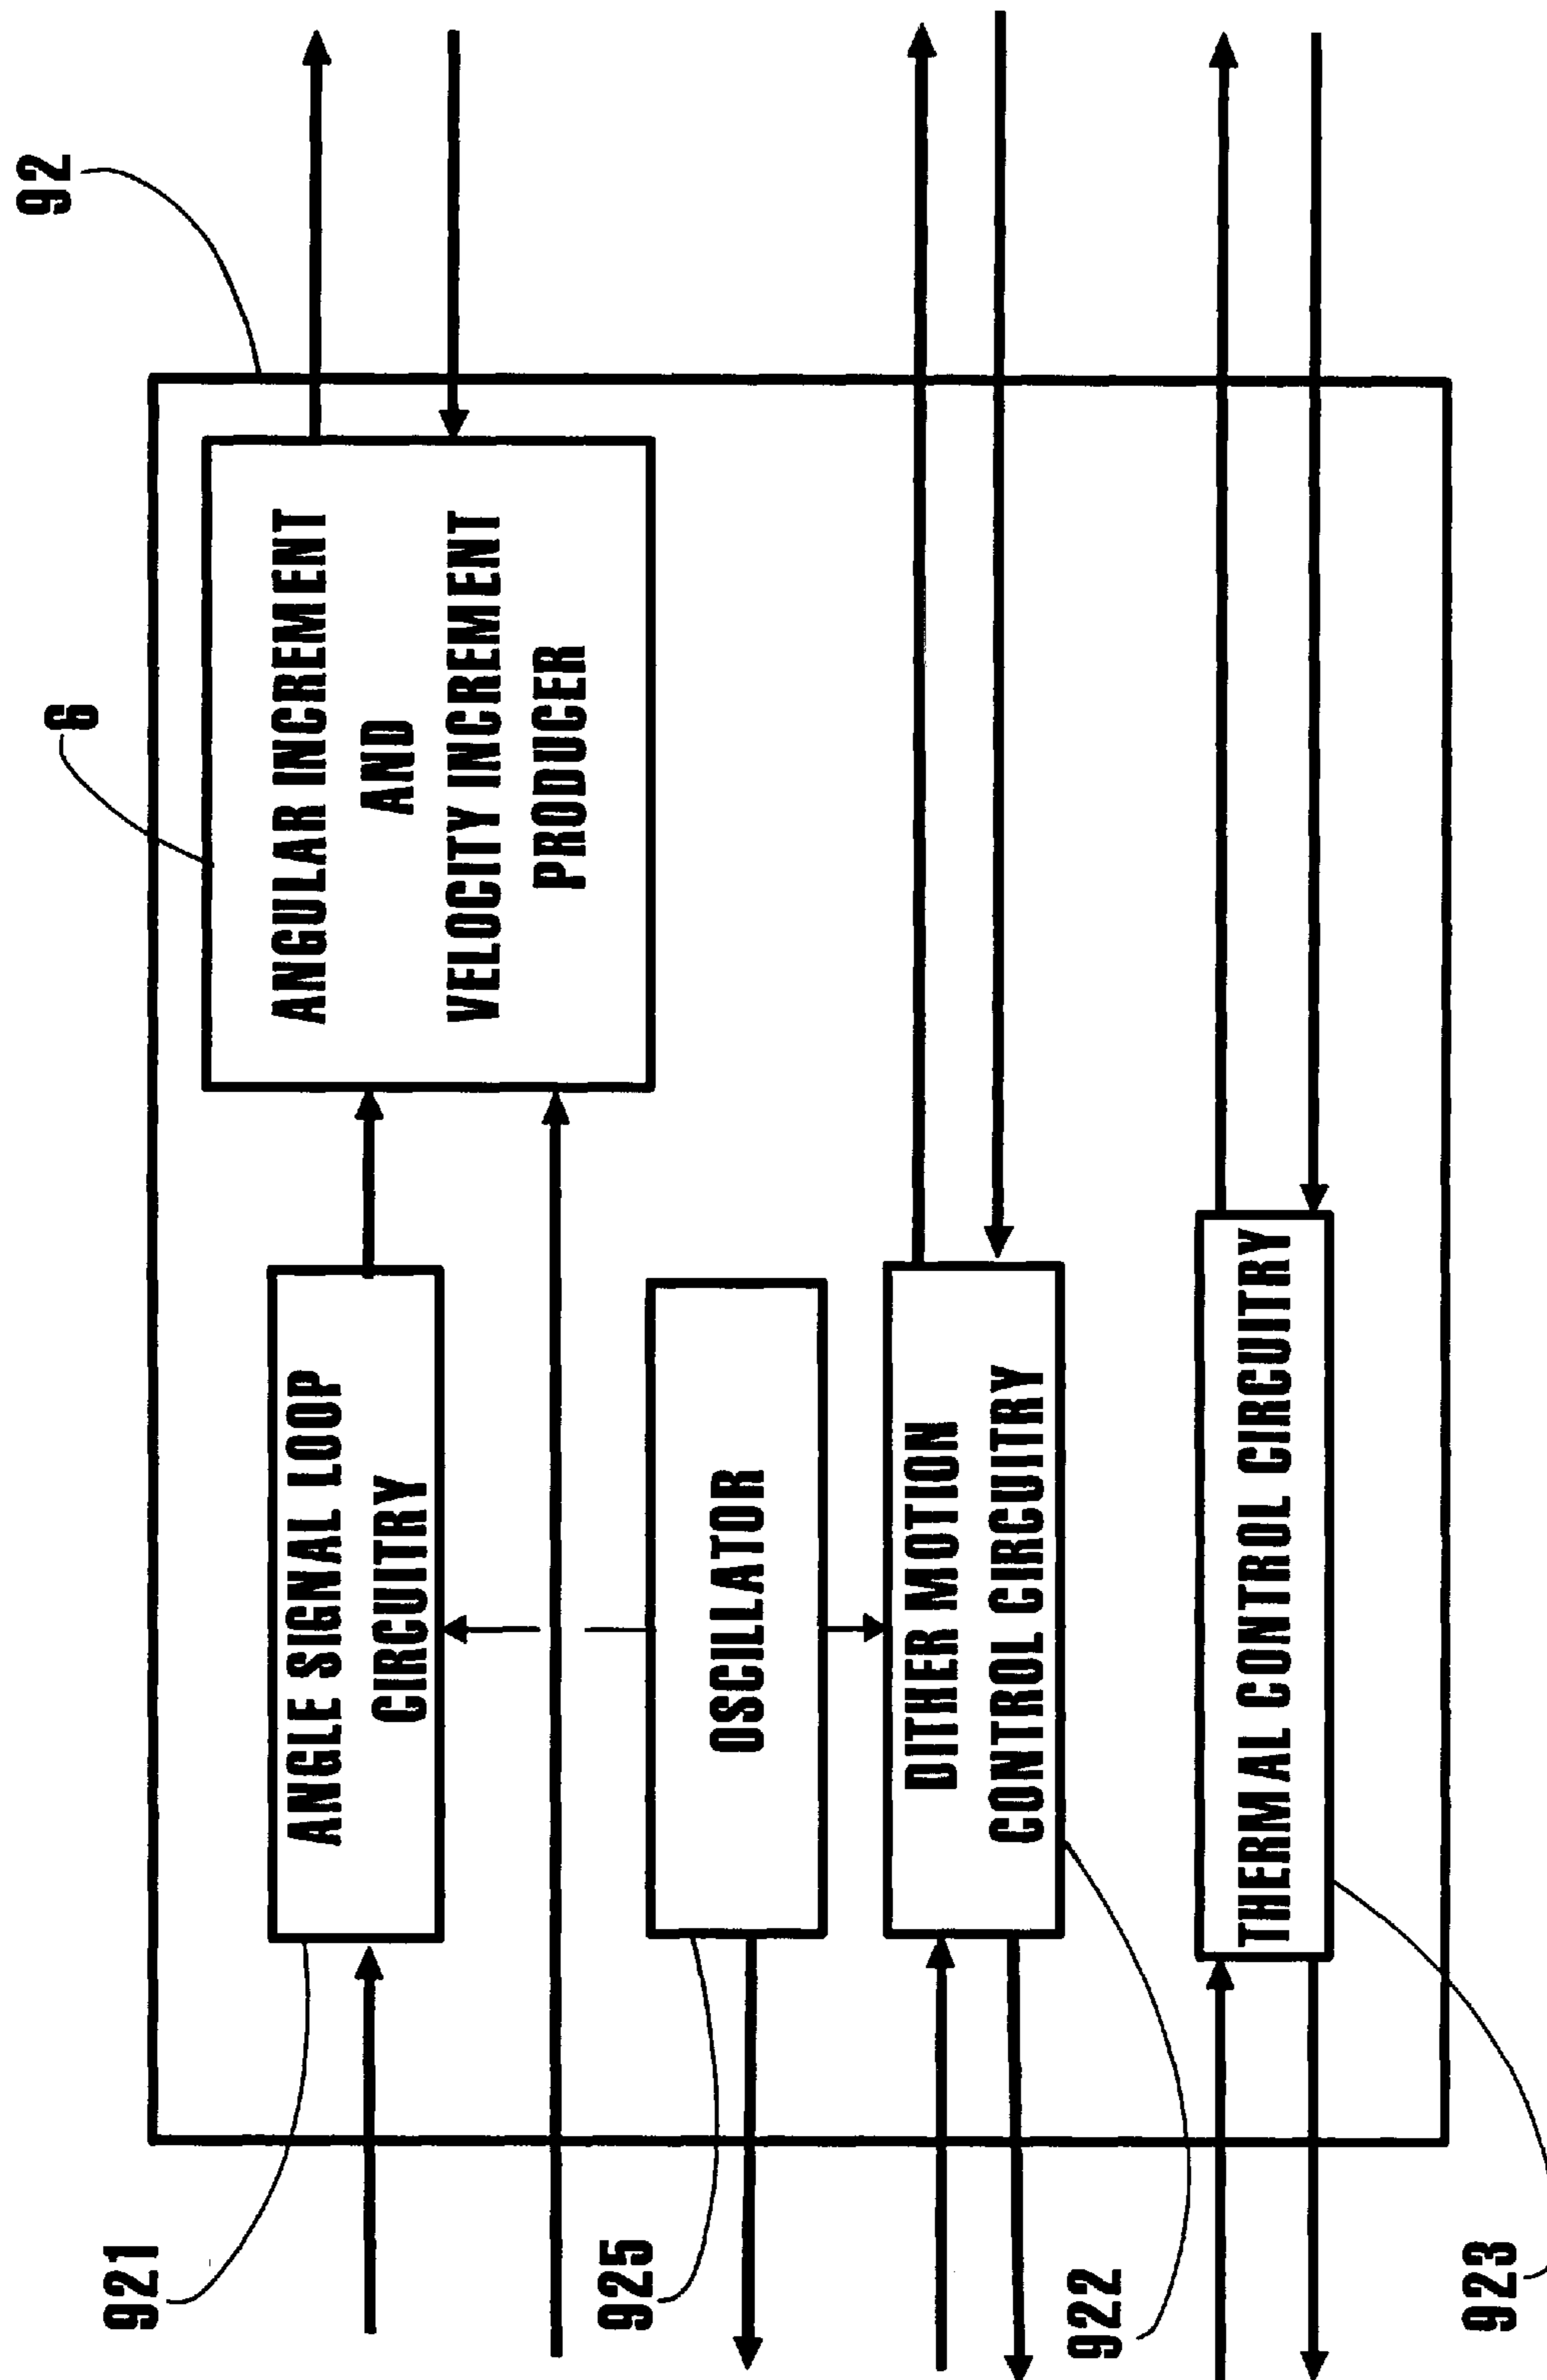 92
6
ANGULAR INCREMENT
AND
VELOCITY INCREMENT
PRODUCER
921
ANGLE SIGNAL LOOP
CIRCUITRY
925
OSCILLATOR
922
DITHER MOTION
CONTROL CIRCUITRY
923
THERMAL CONTROL CIRCUITRY